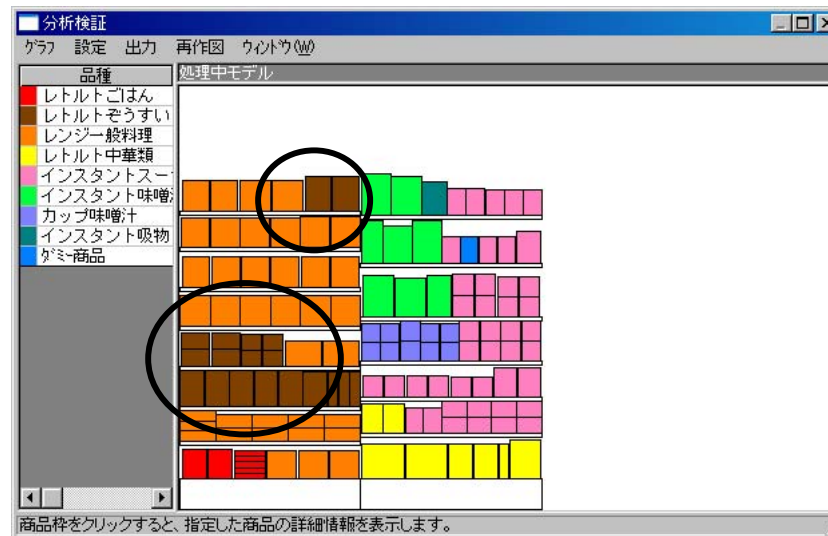 分析検証
ｸﾞﾗﾌ 設定 出力 再作図 ｳｨﾝﾄﾞｳ(W)
品種
処理中モデル
レトルトごはん
レトルトぞうすい
レンジ一般料理
レトルト中華類
インスタントスー
インスタント味噌
カップ味噌汁
インスタント吸物
ﾀﾞﾐｰ商品
商品枠をクリックすると、指定した商品の詳細情報を表示します。